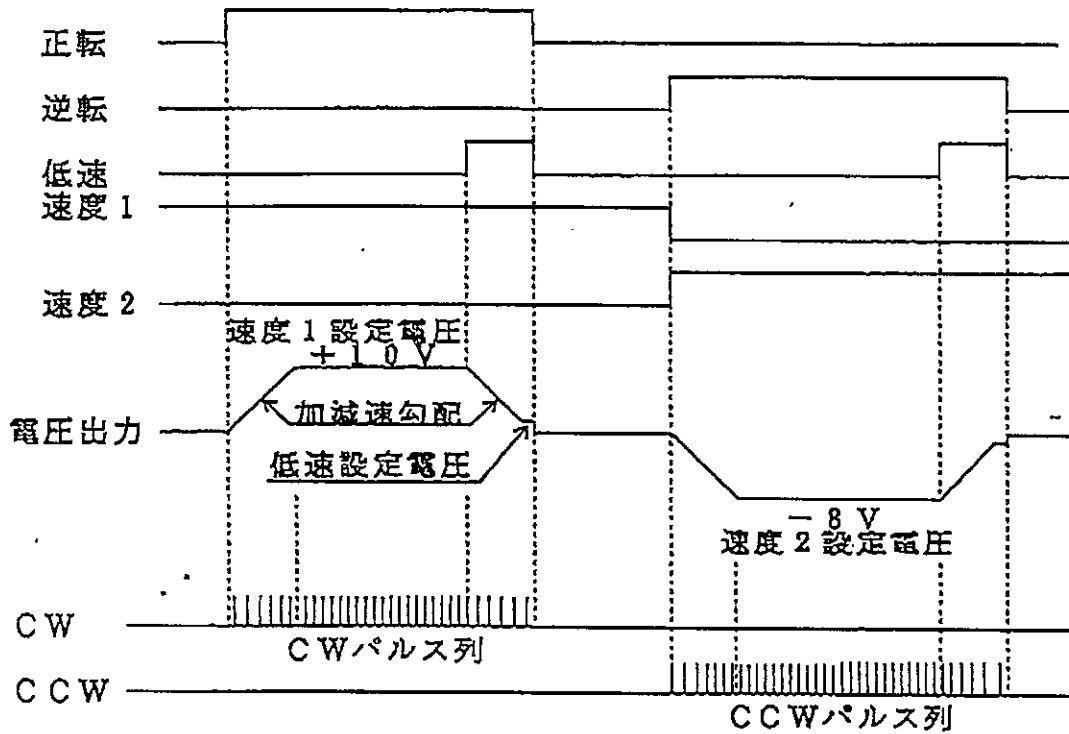 正転
逆転
低速
速度1
速度2
速度1設定電圧
+10V
加減速勾配
電圧出力
低速設定電圧
-8V
速度2設定電圧
CW
CWパルス列
CCW
CCWパルス列